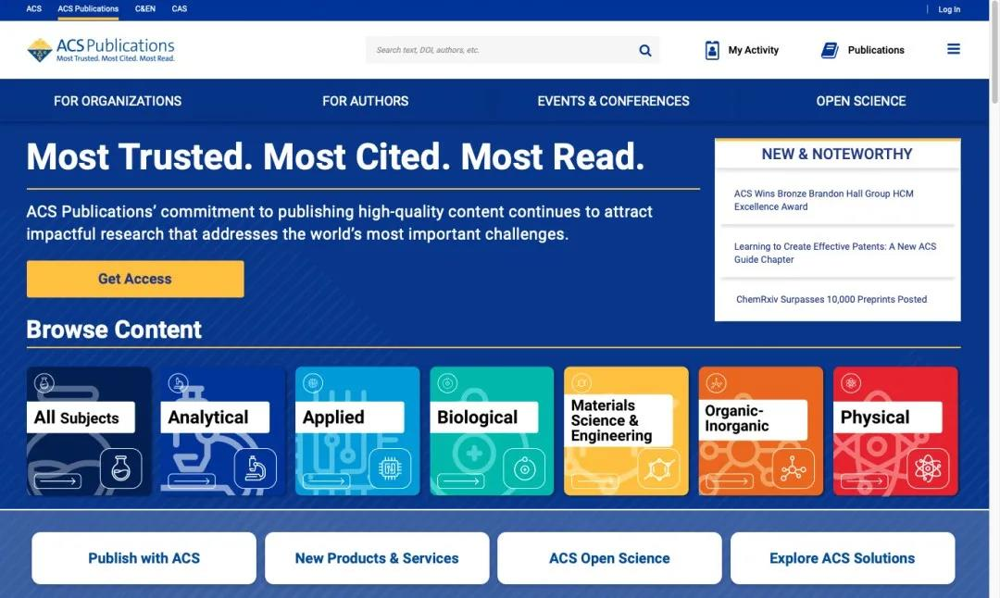 ACS
ACS Publications
C&EN
CAS
Log In
ACS Publications
Most Trusted. Most Cited. Most Read.
Search text, DOI, authors, etc.
My Activity
Publications
FOR ORGANIZATIONS
FOR AUTHORS
EVENTS & CONFERENCES
OPEN SCIENCE
Most Trusted. Most Cited. Most Read.
ACS Publications’ commitment to publishing high-quality content continues to attract
impactful research that addresses the world’s most important challenges.
Get Access
NEW & NOTEWORTHY
ACS Wins Bronze Brandon Hall Group HCM
Excellence Award
Learning to Create Effective Patents: A New ACS
Guide Chapter
ChemRxiv Surpasses 10,000 Preprints Posted
Browse Content
All Subjects
Analytical
Applied
Biological
Materials
Science &
Engineering
Organic-
Inorganic
Physical
Publish with ACS
New Products & Services
ACS Open Science
Explore ACS Solutions